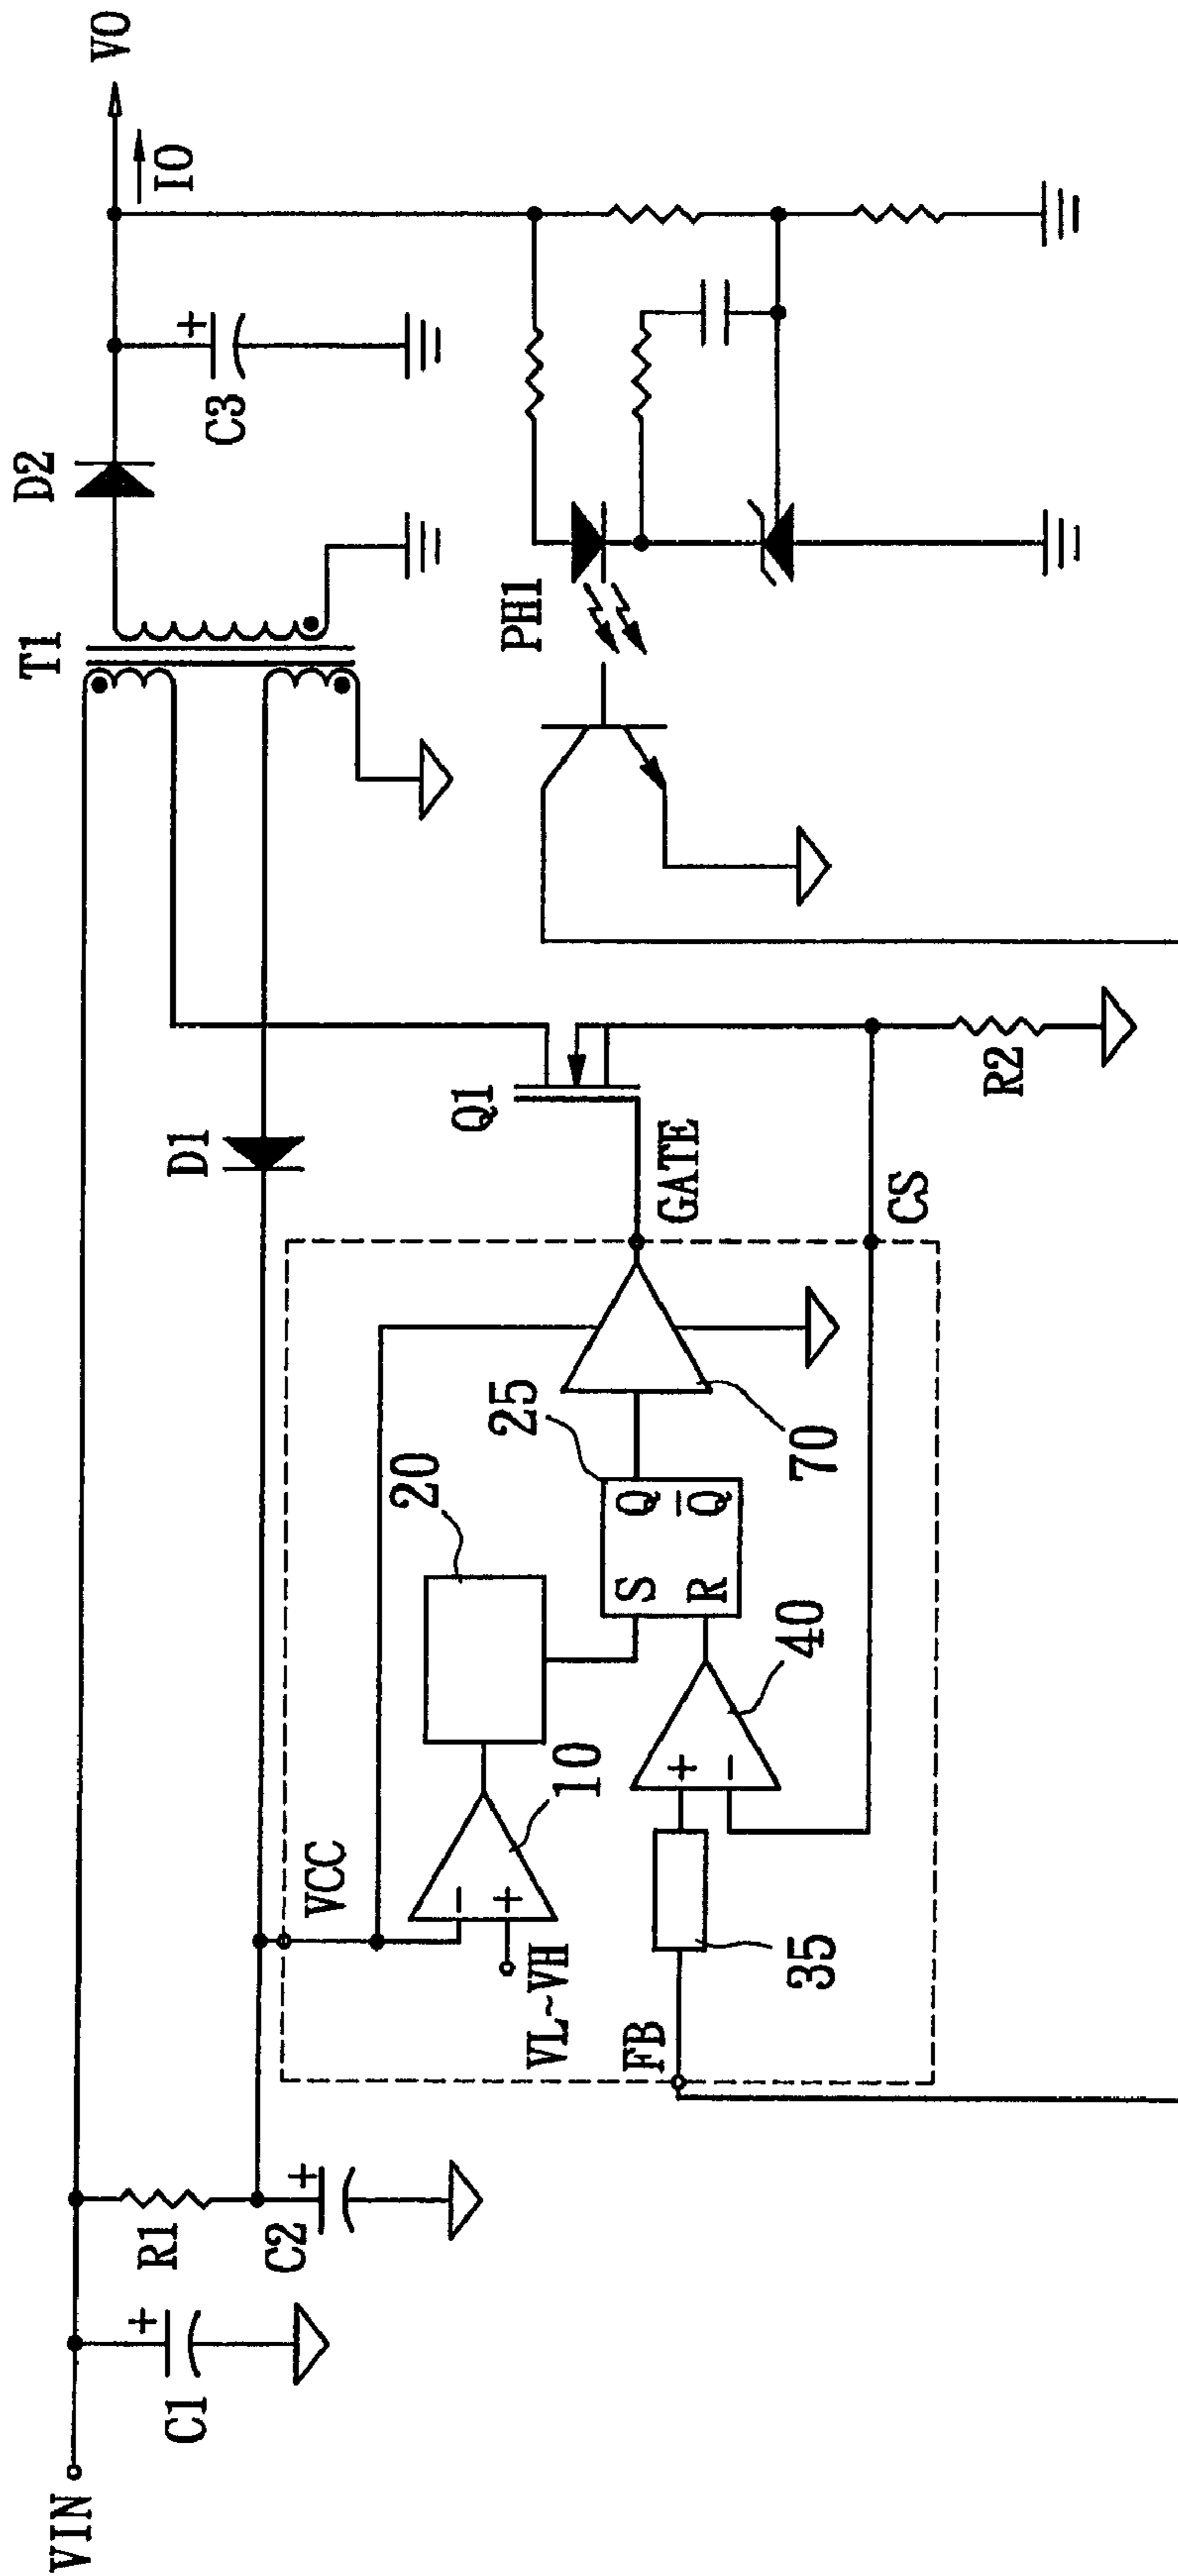 VIN
C1
+
R1
C2
+
VCC
VL~VH
FB
-
+
10
20
35
+
-
40
S
R
Q
Q̅
25
70
GATE
CS
D1
Q1
R2
T1
PH1
D2
C3
+
IO
VO